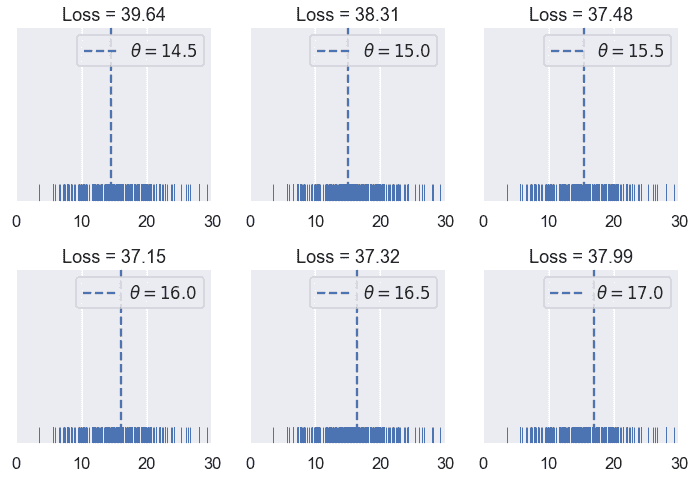 Loss = 39.64 Loss = 38.31 Loss = 37.48
θ = 14.5 θ = 15.0 θ = 15.5
0 10 20 30 0 10 20 30 0 10 20 30
Loss = 37.15 Loss = 37.32 Loss = 37.99
θ = 16.0 θ = 16.5 θ = 17.0
0 10 20 30 0 10 20 30 0 10 20 30